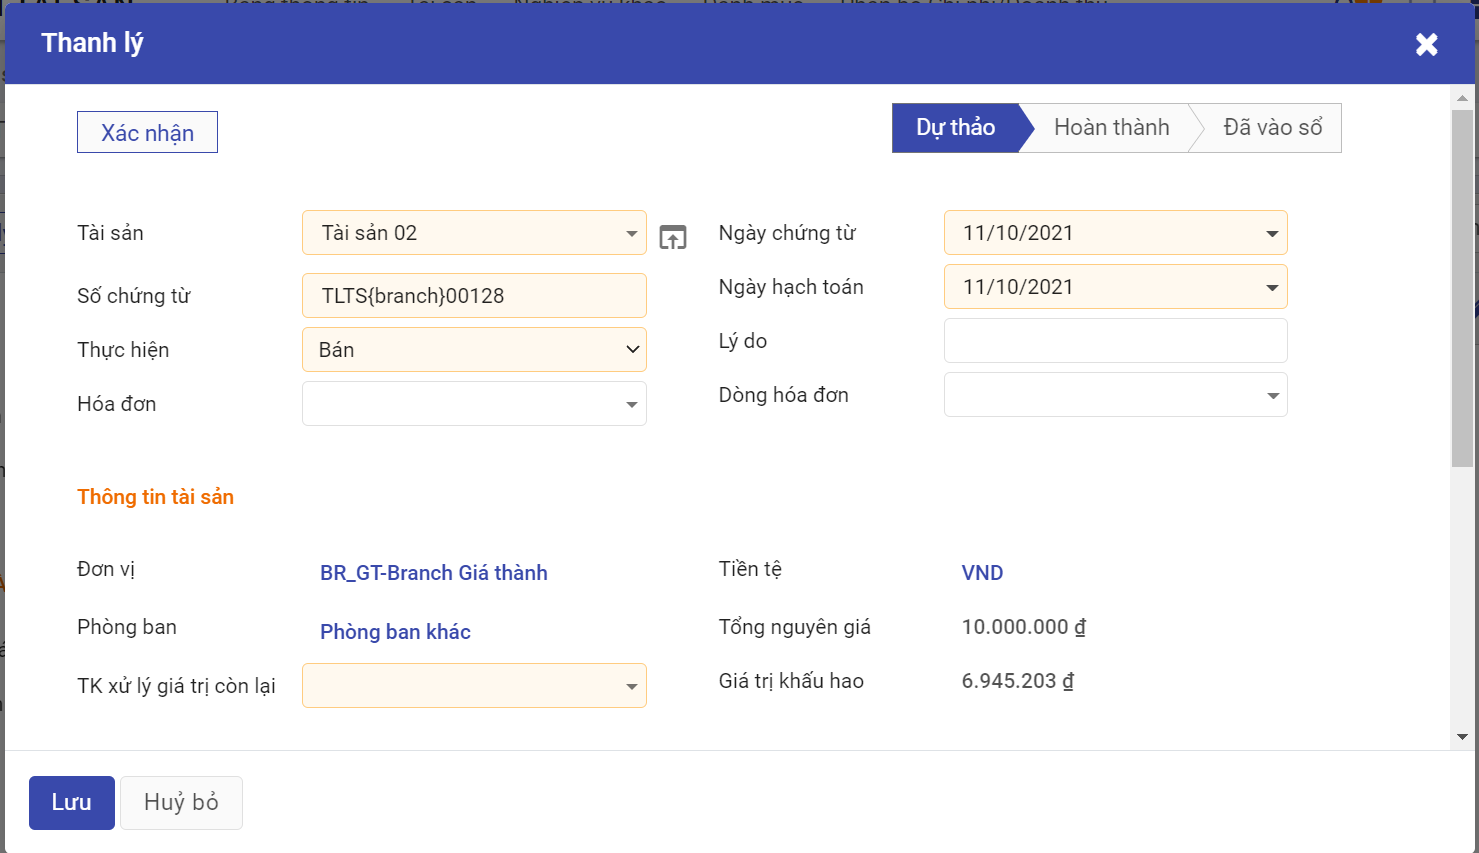 Thanh lý
Xác nhận
Dự thảo Hoàn thành Đã vào sổ
Tài sản Tài sản 02 Ngày chứng từ 11/10/2021
Số chứng từ TLTS{branch}00128 Ngày hạch toán 11/10/2021
Thực hiện Bán Lý do
Hóa đơn Dòng hóa đơn
Thông tin tài sản
Đơn vị BR_GT-Branch Giá thành Tiền tệ VND
Phòng ban Phòng ban khác Tổng nguyên giá 10.000.000 ₫
TK xử lý giá trị còn lại Giá trị khấu hao 6.945.203 ₫
Lưu Huỷ bỏ